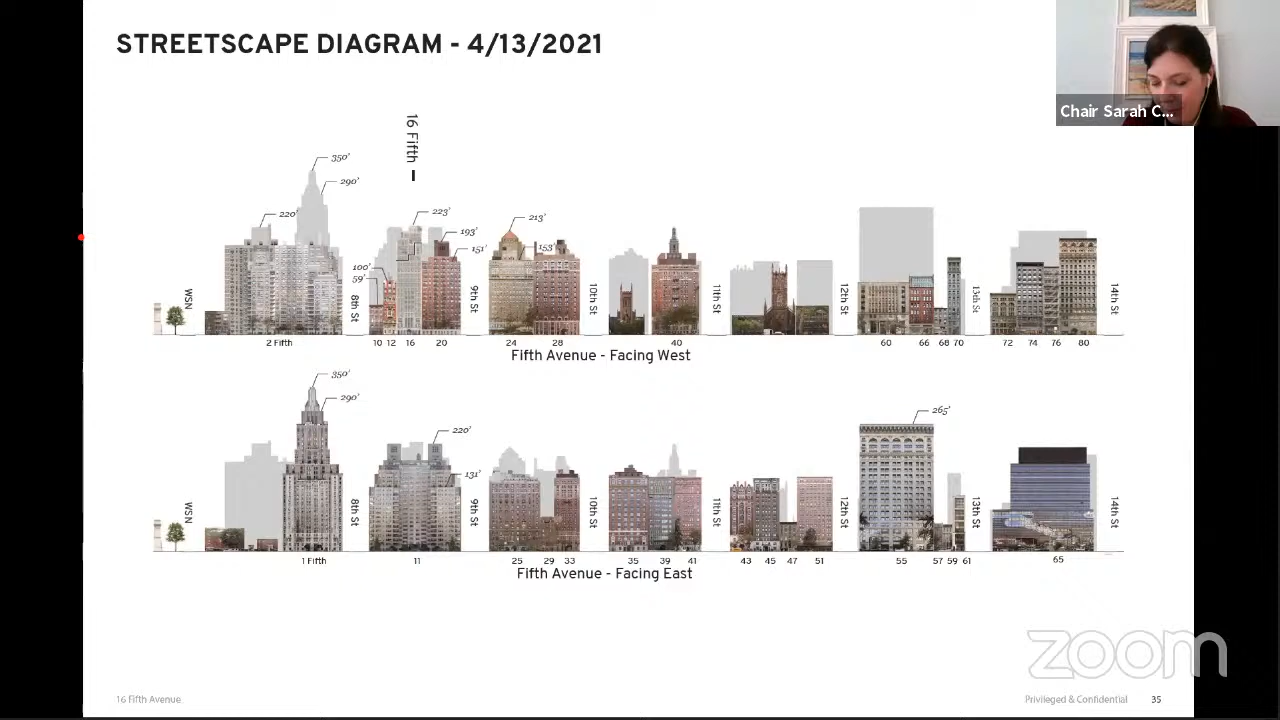 STREETSCAPE DIAGRAM - 4/13/2021
Chair Sarah C...
16 Fifth
350'
290'
220'
223'
193'
151'
100'
59'
213'
153'
WSN
8th St
9th St
10th St
11th St
12th St
13th St
14th St
2 Fifth
10 12 16 20
24 28
40
60 66 68 70
72 74 76 80
Fifth Avenue - Facing West
350'
290'
220'
131'
265'
WSN
8th St
9th St
10th St
11th St
12th St
13th St
14th St
1 Fifth
11
25 29 33
35 39 41
43 45 47 51
55 57 59 61
65
Fifth Avenue - Facing East
zoom
16 Fifth Avenue
Privileged & Confidential 35